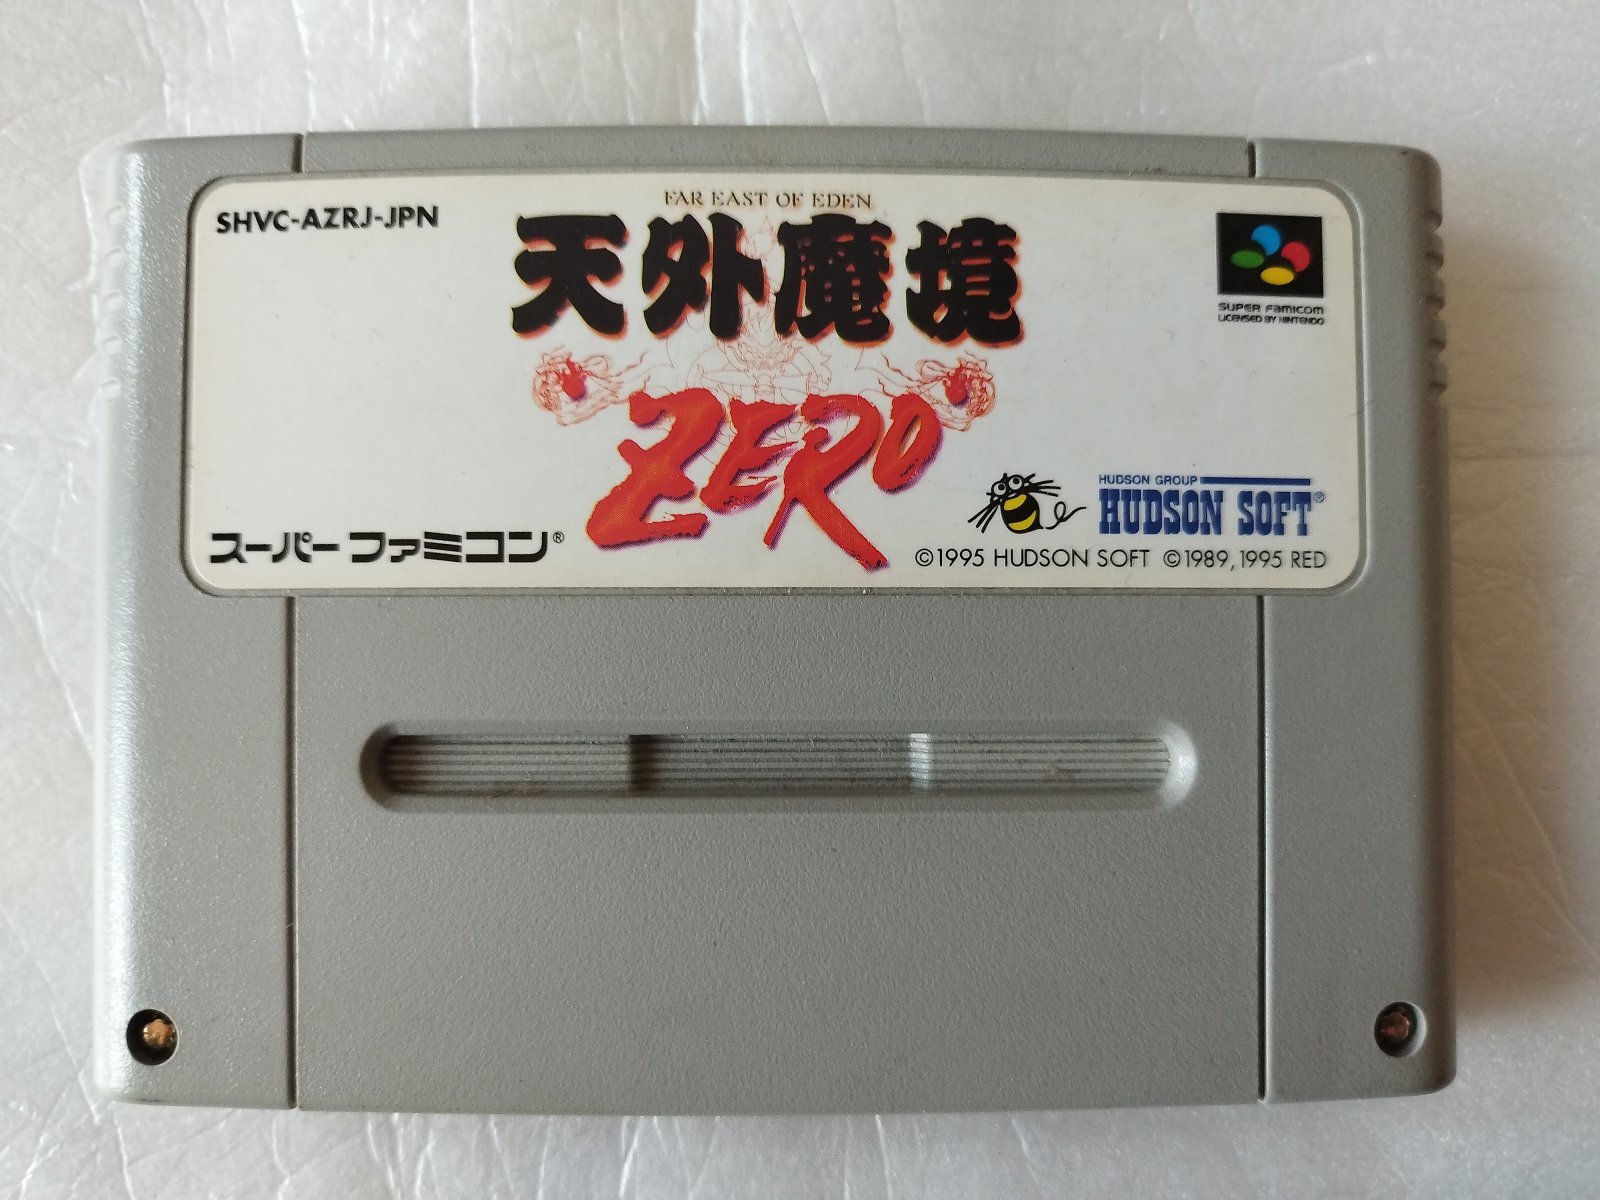 SHVC-AZRJ-JPN
FAR EAST OF EDEN
天外魔境
ZERO
SUPER FAMICOM
LICENSED BY NINTENDO
HUDSON GROUP
HUDSON SOFT®
スーパーファミコン®
©1995 HUDSON SOFT ©1989, 1995 RED